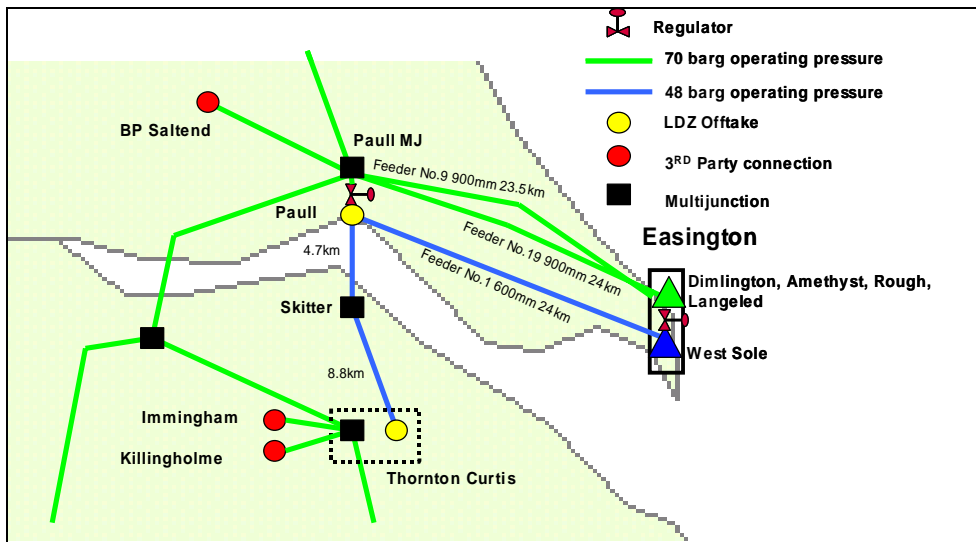 Regulator
70 barg operating pressure
48 barg operating pressure
LDZ Offtake
3RD Party connection
Multijunction
BP Saltend
Paull MJ
Feeder No.9 900mm 23.5km
Paull
Feeder No.19 900mm 24km
Feeder No.1 600mm 24km
4.7km
Easington
Dimlington, Amethyst, Rough,
Langeled
Skitter
West Sole
8.8km
Immingham
Killingholme
Thornton Curtis